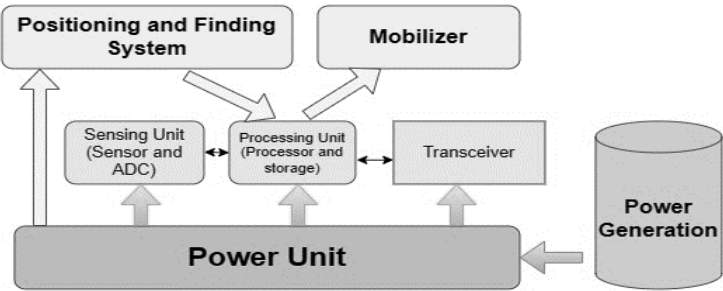 Positioning and Finding
System
Mobilizer
Sensing Unit
(Sensor and
ADC)
Processing Unit
(Processor and
storage)
Transceiver
Power
Generation
Power Unit